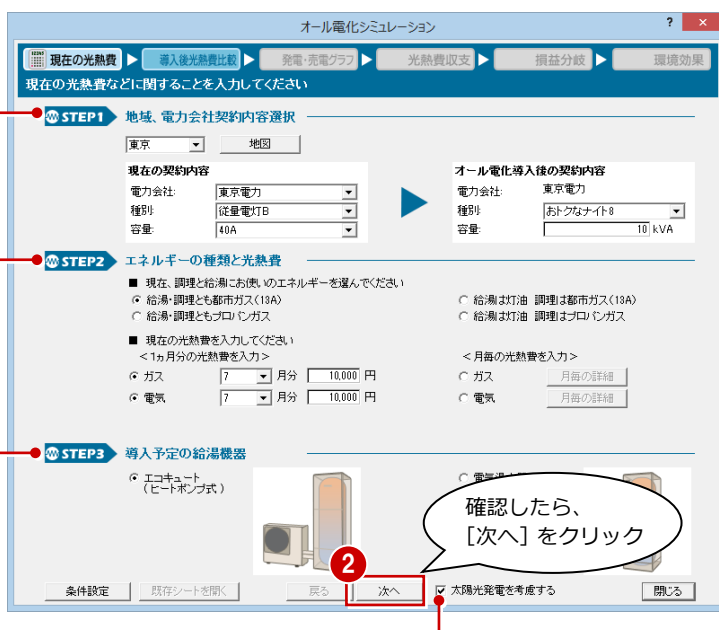 オール電化シミュレーション ? ×
現在の光熱費 導入後光熱費比較 発電・売電グラフ 光熱費収支 損益分岐 環境効果
現在の光熱費などに関することを入力してください
STEP1 地域、電力会社契約内容選択
東京 地図
現在の契約内容
電力会社: 東京電力
種別: 従量電灯B
容量: 40A
オール電化導入後の契約内容
電力会社: 東京電力
種別: おトクなナイト8
容量: 10 kVA
STEP2 エネルギーの種類と光熱費
■ 現在、調理と給湯にお使いのエネルギーを選んでください
給湯・調理とも都市ガス(13A) 給湯は灯油 調理は都市ガス(13A)
給湯・調理ともプロパンガス 給湯は灯油 調理はプロパンガス
■ 現在の光熱費を入力してください
<1ヵ月分の光熱費を入力> <月毎の光熱費を入力>
ガス 7 月分 10,000 円 ガス 月毎の詳細
電気 7 月分 10,000 円 電気 月毎の詳細
STEP3 導入予定の給湯機器
エコキュート
(ヒートポンプ式)
確認したら、
[次へ] をクリック
2
条件設定 既存シートを開く 戻る 次へ 太陽光発電を考慮する 閉じる